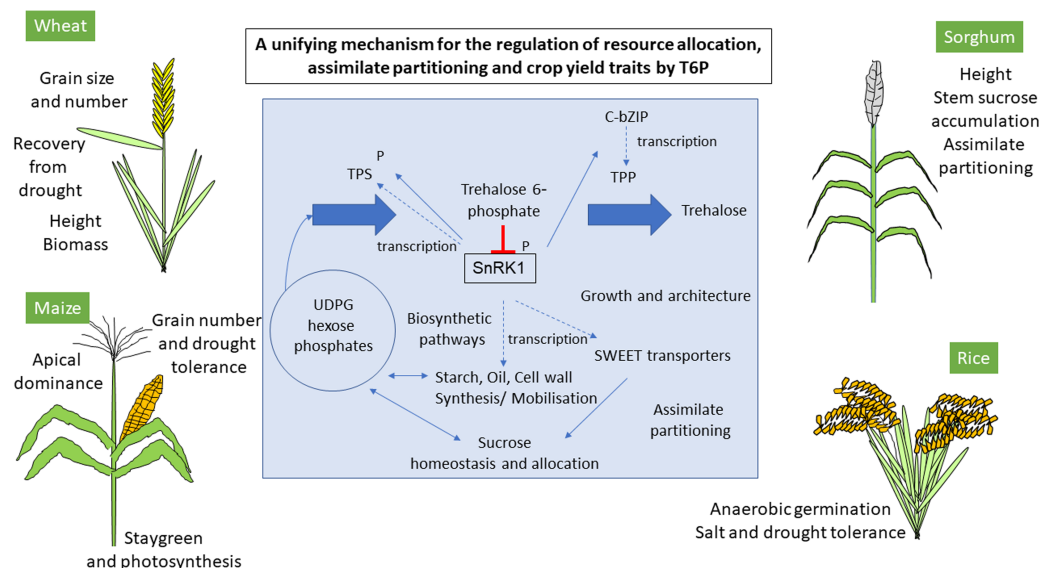 Wheat
Grain size
and number
Recovery
from
drought
Height
Biomass
Maize
Grain number
and drought
tolerance
Apical
dominance
Staygreen
and photosynthesis
A unifying mechanism for the regulation of resource allocation,
assimilate partitioning and crop yield traits by T6P
C-bZIP
transcription
TPP
P
TPS
Trehalose 6-
phosphate
Trehalose
transcription
P
SnRK1
UDPG
hexose
phosphates
Growth and architecture
Biosynthetic
pathways
transcription
SWEET transporters
Starch, Oil, Cell wall
Synthesis/ Mobilisation
Assimilate
partitioning
Sucrose
homeostasis and allocation
Sorghum
Height
Stem sucrose
accumulation
Assimilate
partitioning
Rice
Anaerobic germination
Salt and drought tolerance